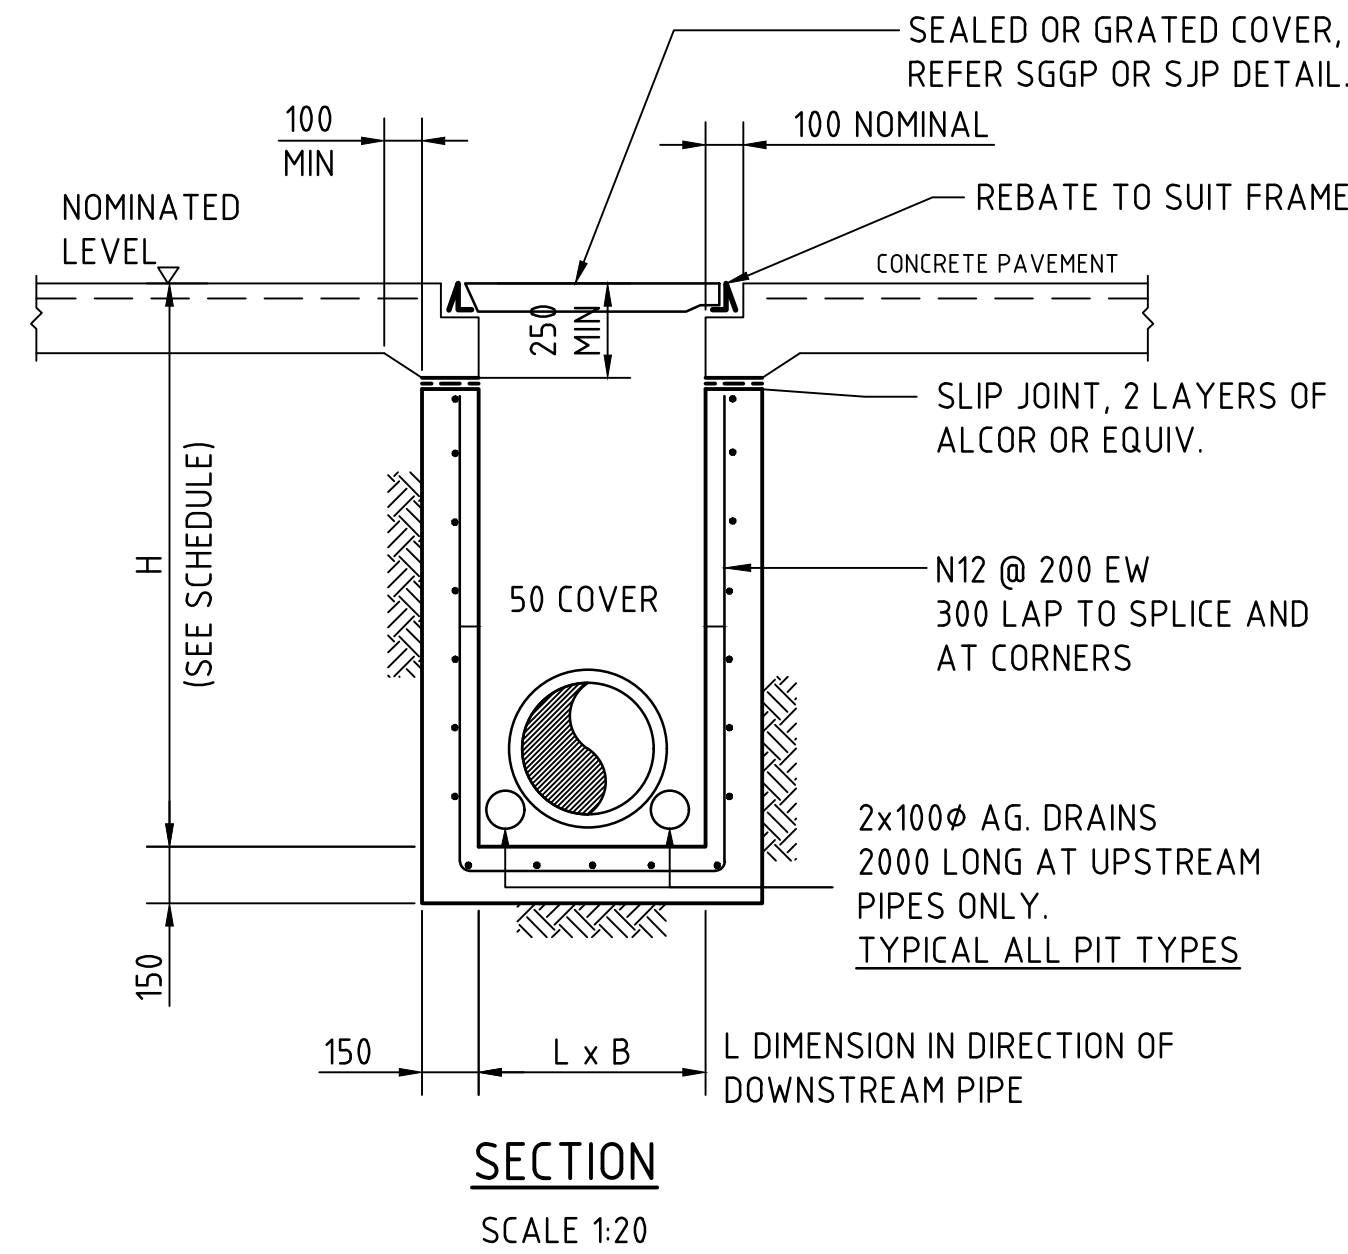 SEALED OR GRATED COVER,
REFER SGGP OR SJP DETAIL.
100
MIN
100 NOMINAL
NOMINATED
LEVEL
REBATE TO SUIT FRAME
CONCRETE PAVEMENT
250
MIN
SLIP JOINT, 2 LAYERS OF
ALCOR OR EQUIV.
H
(SEE SCHEDULE)
50 COVER
N12 @ 200 EW
300 LAP TO SPLICE AND
AT CORNERS
2x100Ø AG. DRAINS
2000 LONG AT UPSTREAM
PIPES ONLY.
TYPICAL ALL PIT TYPES
150
150
L x B
L DIMENSION IN DIRECTION OF
DOWNSTREAM PIPE
SECTION
SCALE 1:20